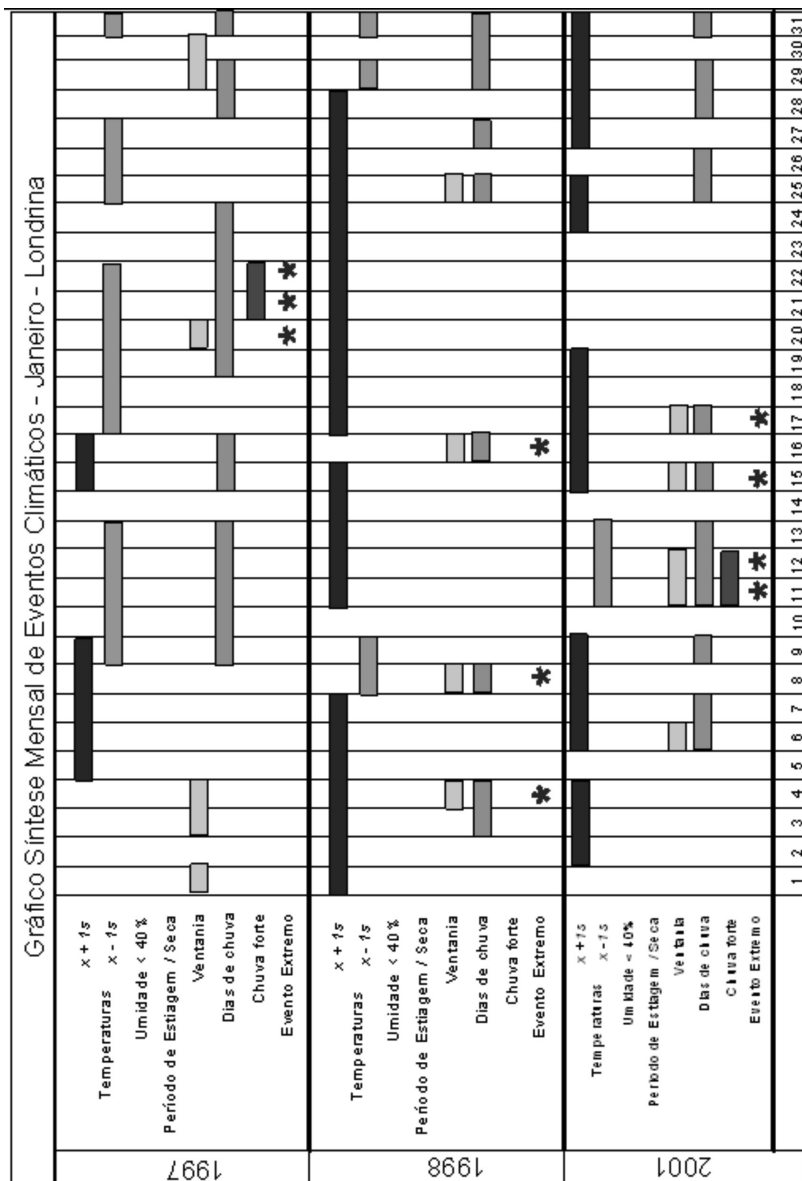 Gráfico Síntese Mensal de Eventos Climáticos - Janeiro - Londrina
1997
Temperaturas
x + 1s
x - 1s
Umidade < 40 %
Período de Estiagem / Seca
Ventania
Dias de chuva
Chuva forte
Evento Extremo
* * *
1998
Temperaturas
x + 1s
x - 1s
Umidade < 40 %
Período de Estiagem / Seca
Ventania
Dias de chuva
Chuva forte
Evento Extremo
* * *
2001
Temperaturas
x + 1s
x - 1s
Umidade < 40%
Período de Estiagem / Seca
Ventania
Dias de chuva
Chuva forte
Evento Extremo
* * * *
1 2 3 4 5 6 7 8 9 10 11 12 13 14 15 16 17 18 19 20 21 22 23 24 25 26 27 28 29 30 31